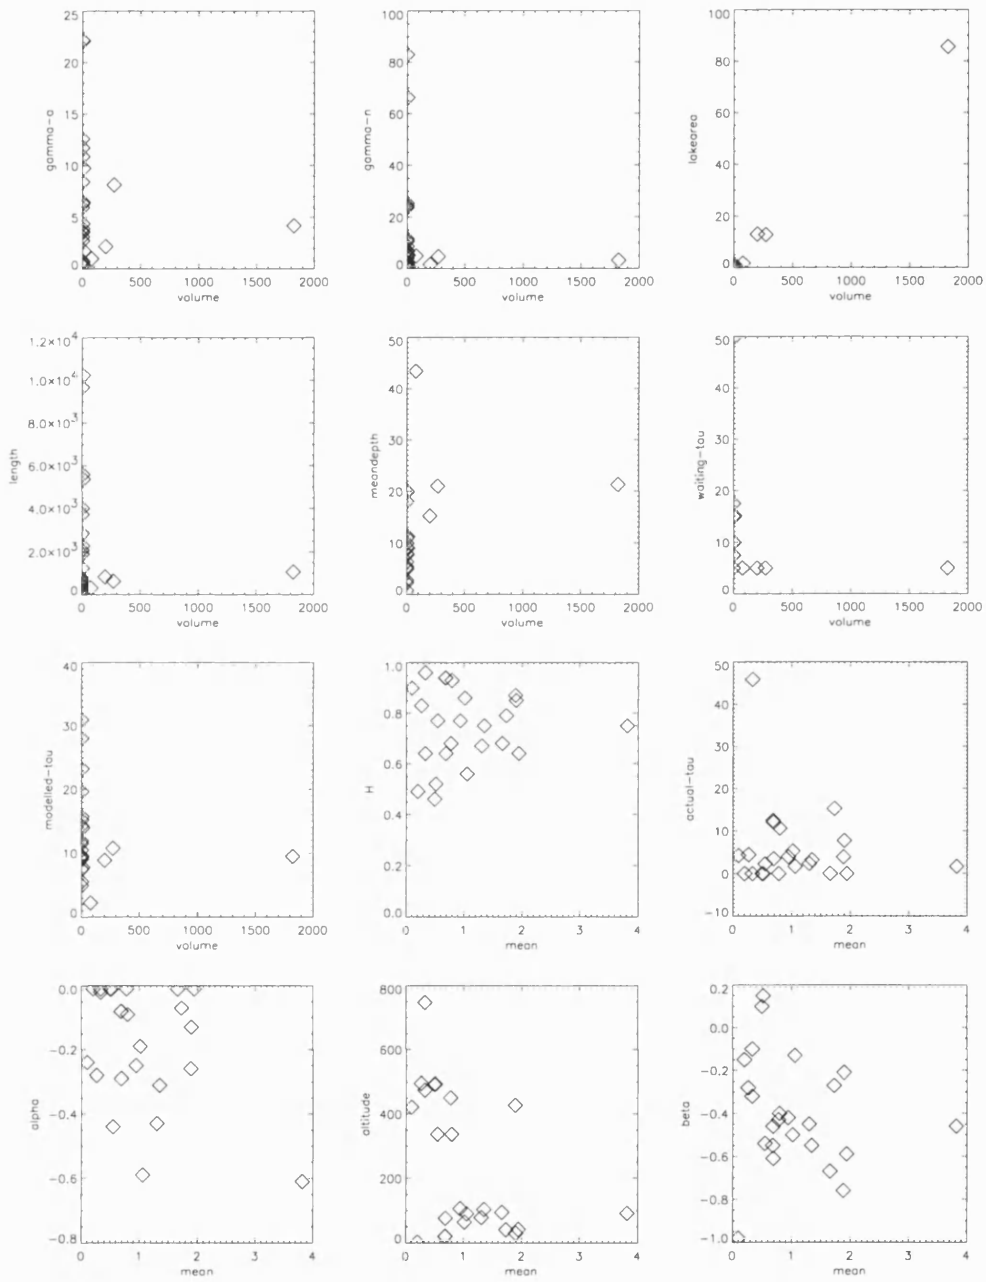 25
20
15
10
5
0
gamma-a
0 500 1000 1500 2000
volume
100
80
60
40
20
0
gamma-n
0 500 1000 1500 2000
volume
100
80
60
40
20
0
lakearea
0 500 1000 1500 2000
volume
1.2×10⁴
1.0×10⁴
8.0×10³
6.0×10³
4.0×10³
2.0×10³
0
length
0 500 1000 1500 2000
volume
50
40
30
20
10
0
meandepth
0 500 1000 1500 2000
volume
50
40
30
20
10
0
waiting-tau
0 500 1000 1500 2000
volume
40
30
20
10
0
modelled-tau
0 500 1000 1500 2000
volume
1.0
0.8
0.6
0.4
0.2
0.0
H
0 1 2 3 4
mean
50
40
30
20
10
0
-10
actual-tau
0 1 2 3 4
mean
0.0
-0.2
-0.4
-0.6
-0.8
alpha
0 1 2 3 4
mean
800
600
400
200
0
altitude
0 1 2 3 4
mean
0.2
0.0
-0.2
-0.4
-0.6
-0.8
-1.0
beta
0 1 2 3 4
mean